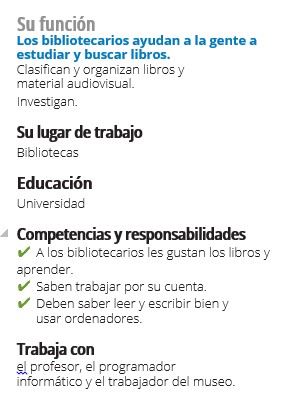 Su función
Los bibliotecarios ayudan a la gente a
estudiar y buscar libros.
Clasifican y organizan libros y
material audiovisual.
Investigan.
Su lugar de trabajo
Bibliotecas
Educación
Universidad
Competencias y responsabilidades
✔ A los bibliotecarios les gustan los libros y
aprender.
✔ Saben trabajar por su cuenta.
✔ Deben saber leer y escribir bien y
usar ordenadores.
Trabaja con
el profesor, el programador
informático y el trabajador del museo.